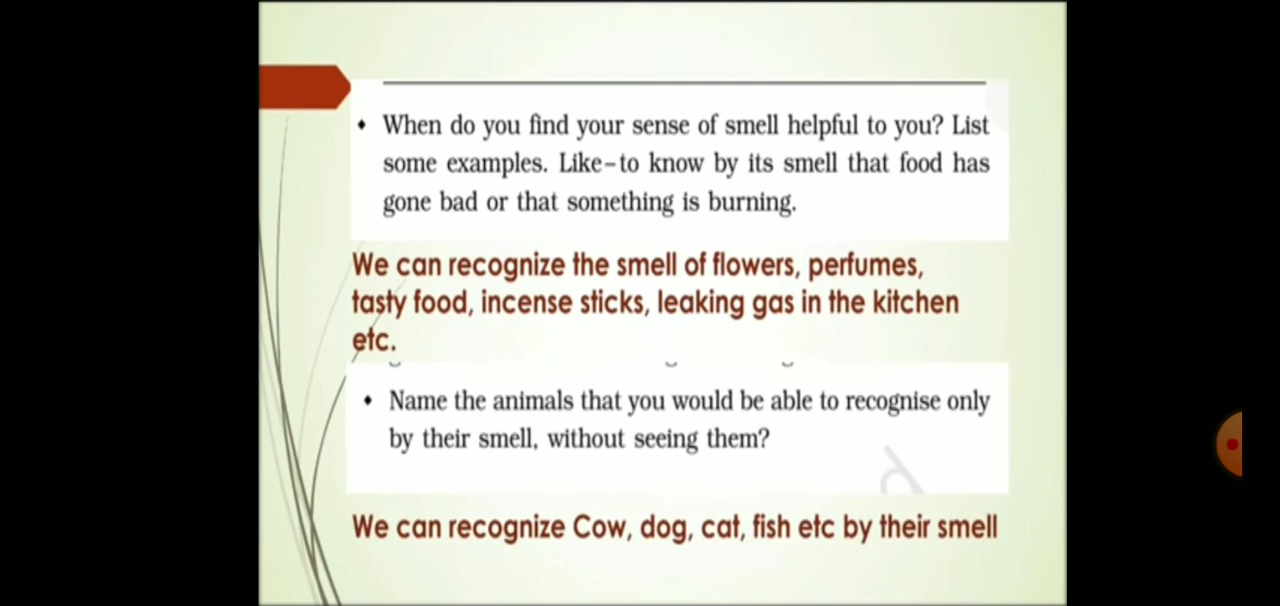 • When do you find your sense of smell helpful to you? List
some examples. Like–to know by its smell that food has
gone bad or that something is burning.
We can recognize the smell of flowers, perfumes,
tasty food, incense sticks, leaking gas in the kitchen
etc.
• Name the animals that you would be able to recognise only
by their smell, without seeing them?
We can recognize Cow, dog, cat, fish etc by their smell